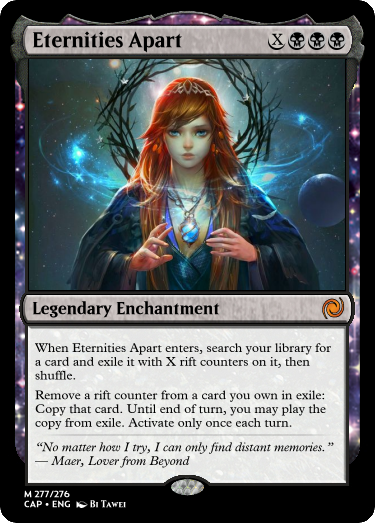 Eternities Apart X
Legendary Enchantment
When Eternities Apart enters, search your library for
a card and exile it with X rift counters on it, then
shuffle.
Remove a rift counter from a card you own in exile:
Copy that card. Until end of turn, you may play the
copy from exile. Activate only once each turn.
“No matter how I try, I can only find distant memories.”
— Maer, Lover from Beyond
M 277/276
CAP • ENG Bi Tawei